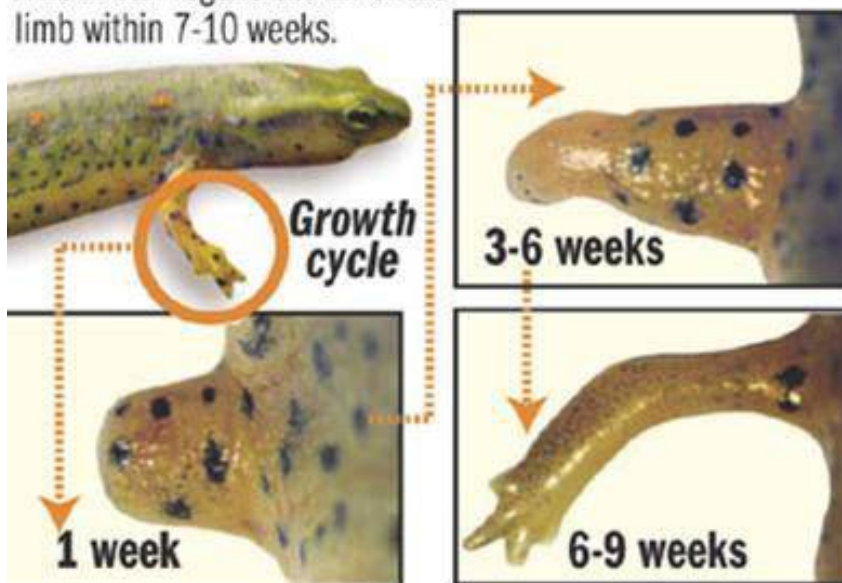 limb within 7-10 weeks.
Growth
cycle
3-6 weeks
1 week
6-9 weeks